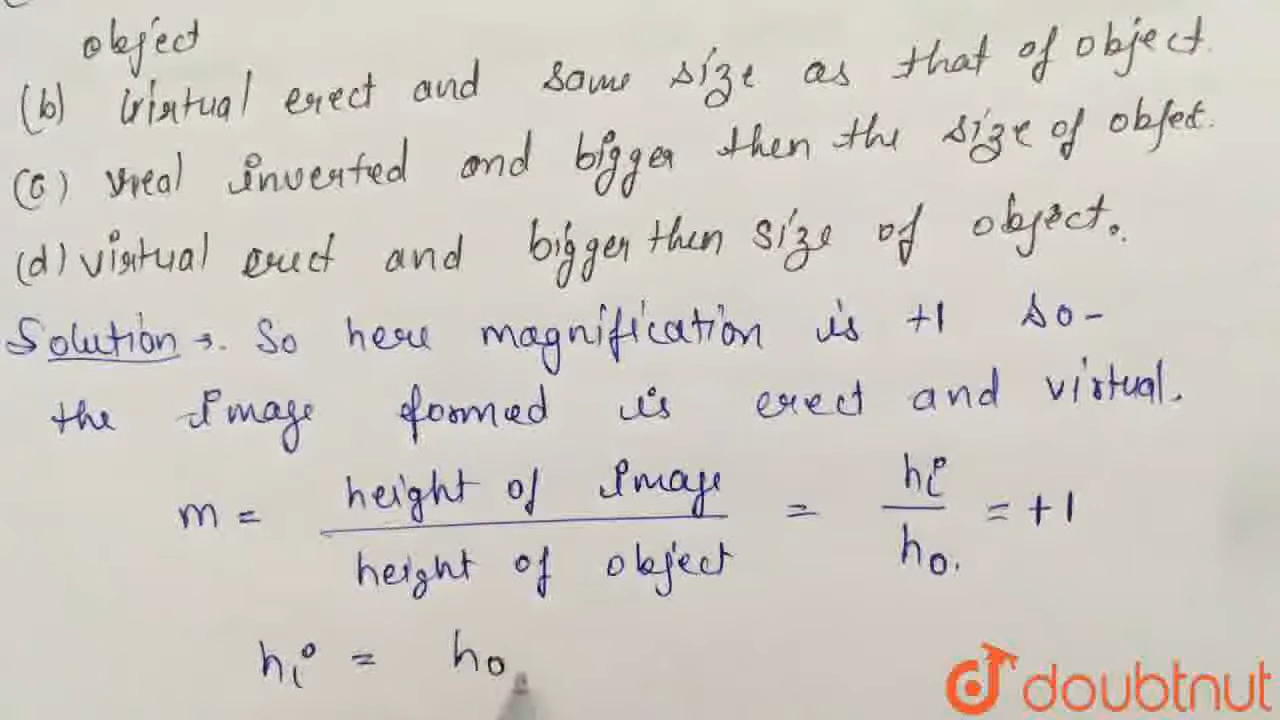 object
(b) virtual erect and same size as that of object.
(c) real inverted and bigger then the size of object.
(d) virtual erect and bigger then size of object.
Solution →. So here magnification is +1 so-
the Image formed is erect and virtual.
m = height of Image / height of object = hi / ho. = +1
hi = ho
doubtnut